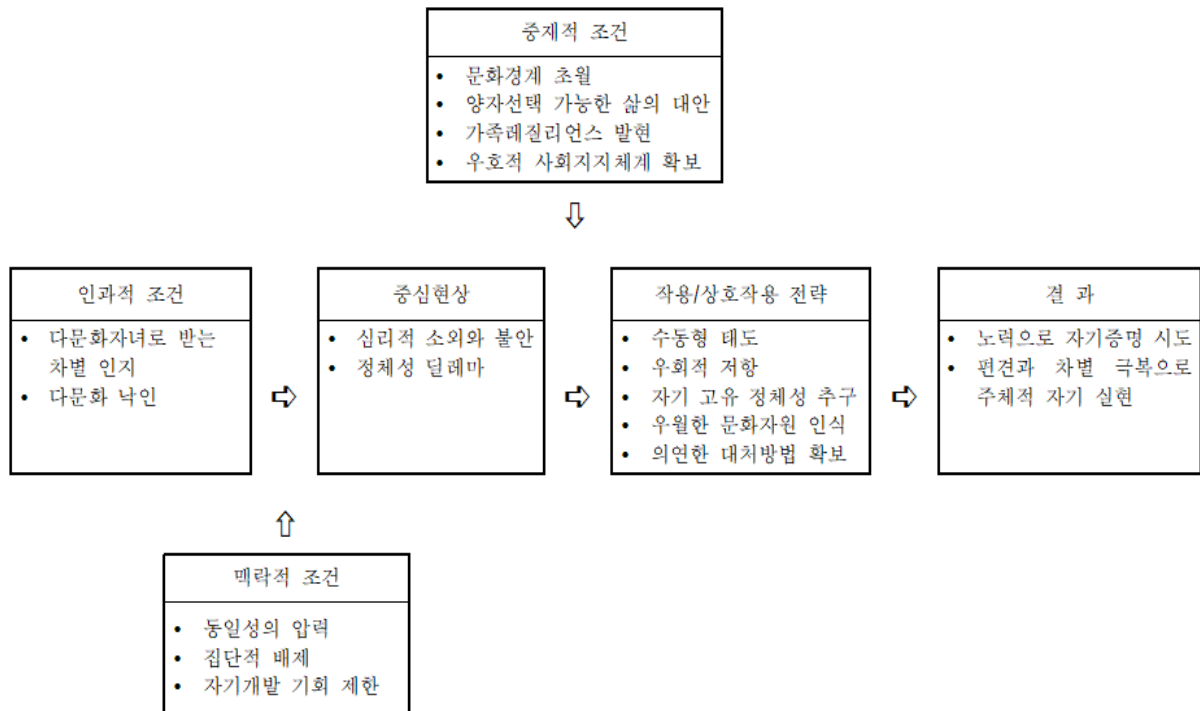 중재적 조건
• 문화경계 초월
• 양자선택 가능한 삶의 대안
• 가족레질리언스 발현
• 우호적 사회지지체계 확보
인과적 조건
• 다문화자녀로 받는
차별 인지
• 다문화 낙인
중심현상
• 심리적 소외와 불안
• 정체성 딜레마
작용/상호작용 전략
• 수동형 태도
• 우회적 저항
• 자기 고유 정체성 추구
• 우월한 문화자원 인식
• 의연한 대처방법 확보
결 과
• 노력으로 자기증명 시도
• 편견과 차별 극복으로
주체적 자기 실현
맥락적 조건
• 동일성의 압력
• 집단적 배제
• 자기개발 기회 제한